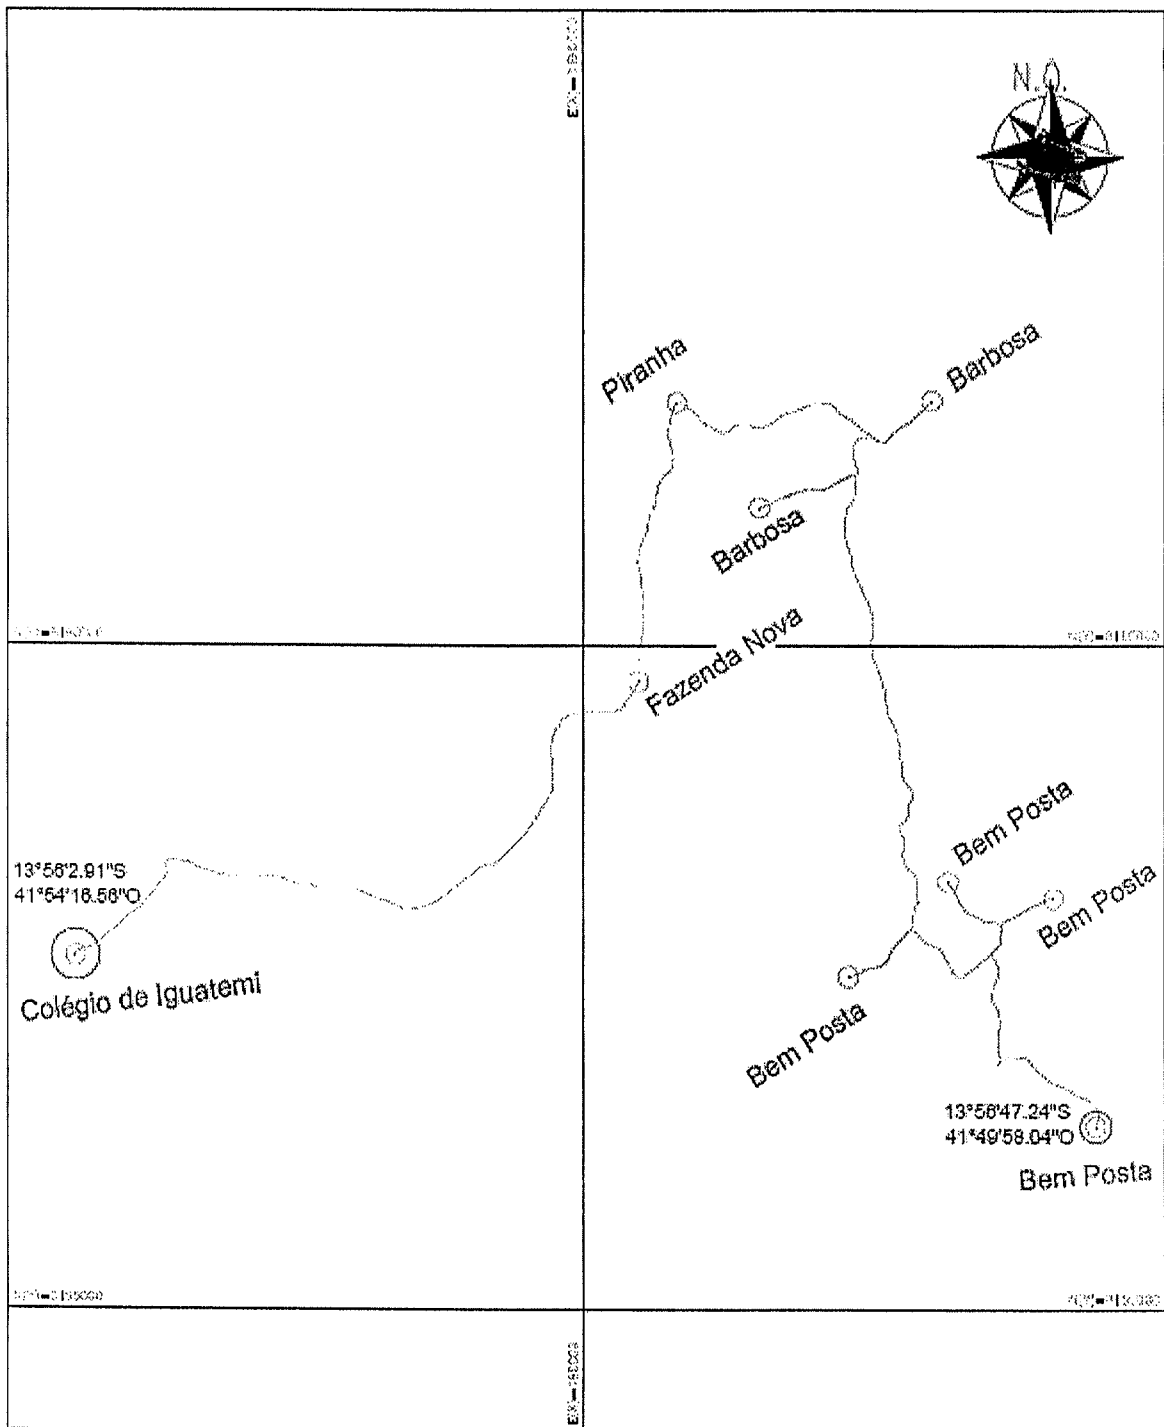 N.Q.
Piranha
Barbosa
Barbosa
Fazenda Nova
Bem Posta
13°56'2.91"S
41°54'16.56"O
Bem Posta
Colégio de Iguatemi
Bem Posta
13°56'47.24"S
41°49'58.04"O
Bem Posta